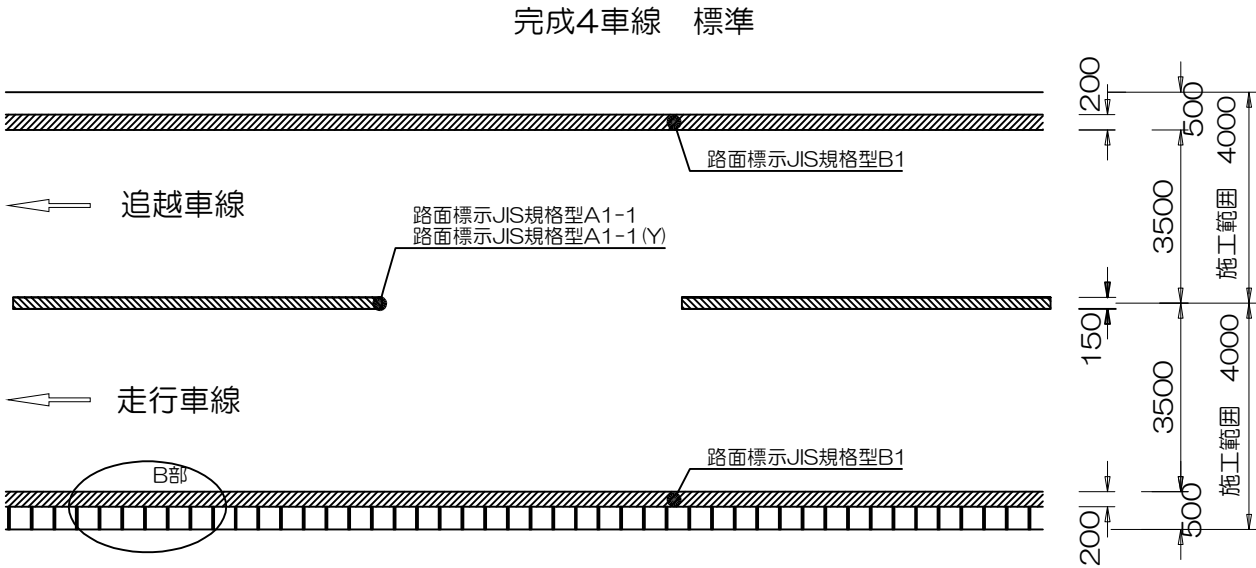 完成4車線　標準
200
500
施工範囲　4000
路面標示JIS規格型B1
追越車線
路面標示JIS規格型A1-1
路面標示JIS規格型A1-1(Y)
3500
150
走行車線
3500
施工範囲　4000
B部
路面標示JIS規格型B1
200
500